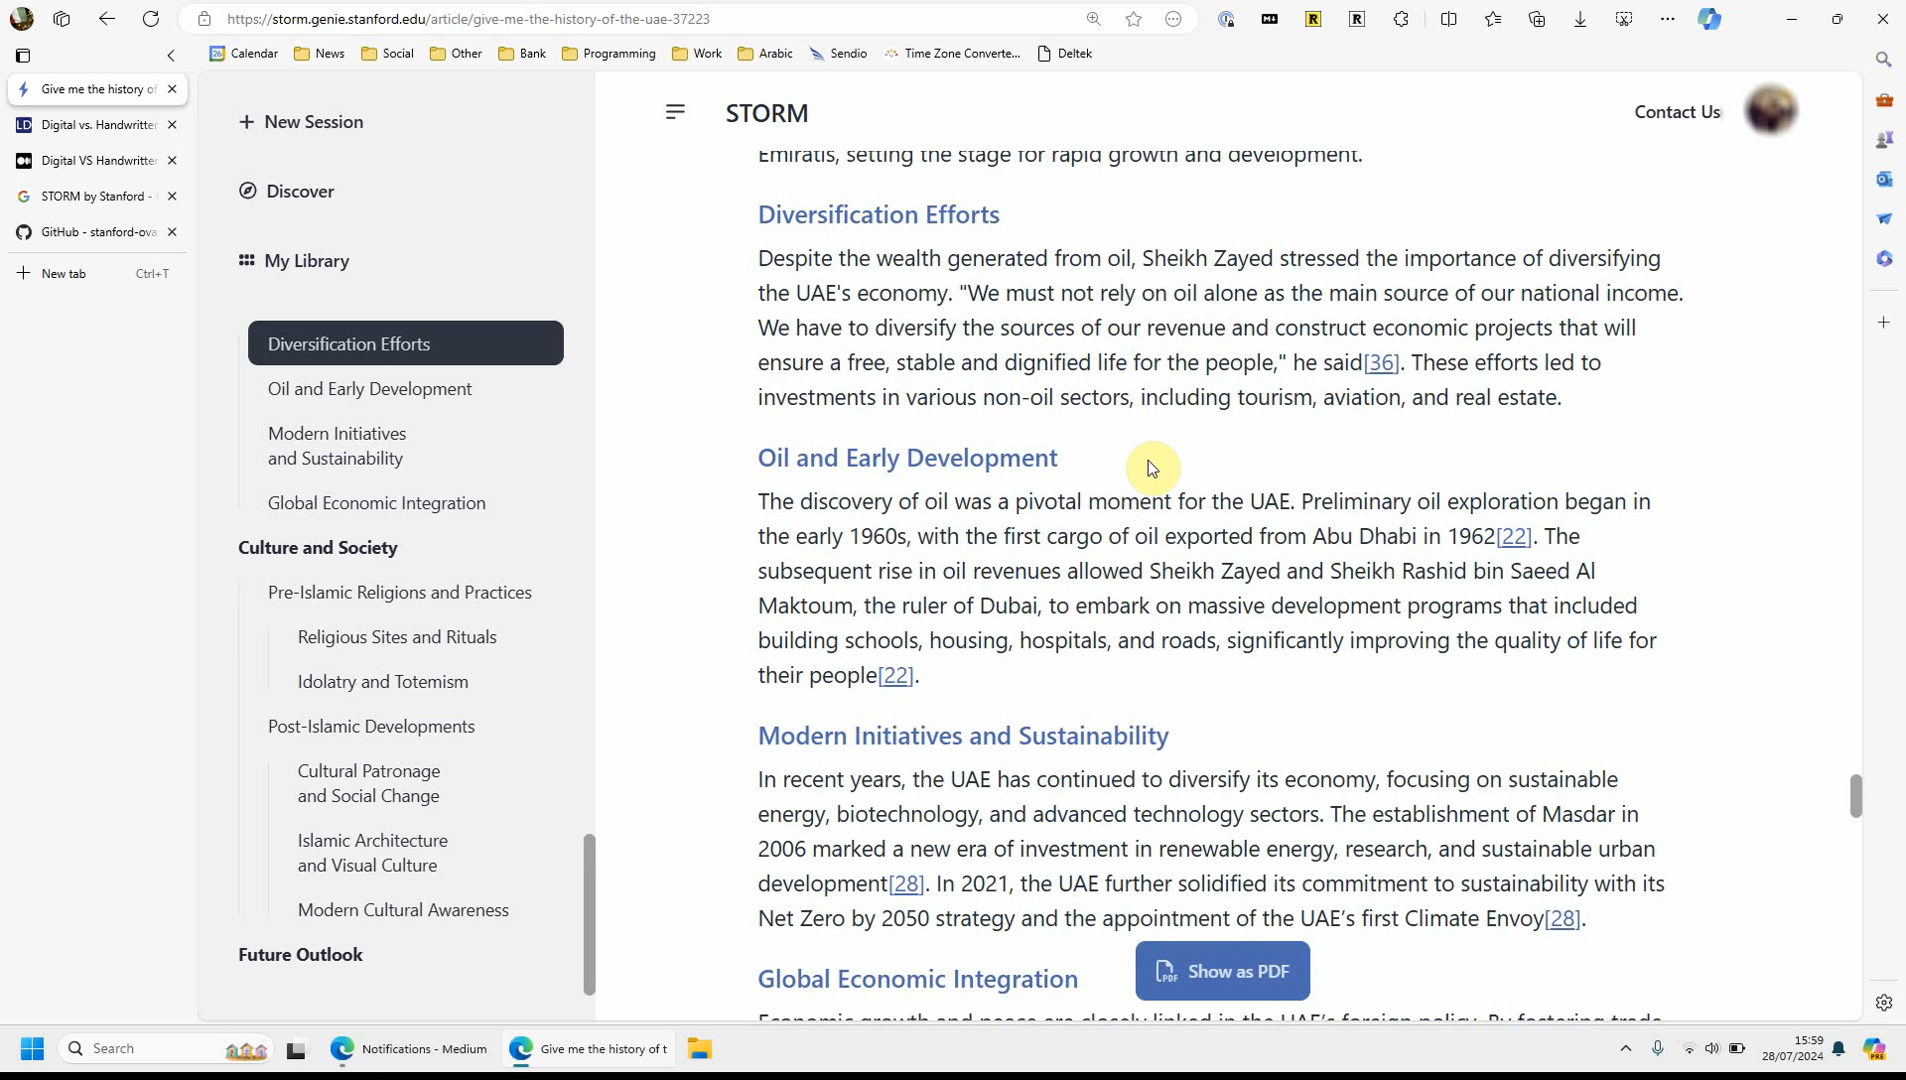 https://storm.genie.stanford.edu/article/give-me-the-history-of-the-uae-37223
Calendar
News
Social
Other
Bank
Programming
Work
Arabic
Sendio
Time Zone Converte...
Deltek
Give me the history of
Digital vs. Handwritter
Digital VS Handwritter
STORM by Stanford -
GitHub - stanford-ova
New tab Ctrl+T
New Session
Discover
My Library
Diversification Efforts
Oil and Early Development
Modern Initiatives
and Sustainability
Global Economic Integration
Culture and Society
Pre-Islamic Religions and Practices
Religious Sites and Rituals
Idolatry and Totemism
Post-Islamic Developments
Cultural Patronage
and Social Change
Islamic Architecture
and Visual Culture
Modern Cultural Awareness
Future Outlook
STORM
Contact Us
Emiratis, setting the stage for rapid growth and development.
Diversification Efforts
Despite the wealth generated from oil, Sheikh Zayed stressed the importance of diversifying
the UAE's economy. "We must not rely on oil alone as the main source of our national income.
We have to diversify the sources of our revenue and construct economic projects that will
ensure a free, stable and dignified life for the people," he said[36]. These efforts led to
investments in various non-oil sectors, including tourism, aviation, and real estate.
Oil and Early Development
The discovery of oil was a pivotal moment for the UAE. Preliminary oil exploration began in
the early 1960s, with the first cargo of oil exported from Abu Dhabi in 1962[22]. The
subsequent rise in oil revenues allowed Sheikh Zayed and Sheikh Rashid bin Saeed Al
Maktoum, the ruler of Dubai, to embark on massive development programs that included
building schools, housing, hospitals, and roads, significantly improving the quality of life for
their people[22].
Modern Initiatives and Sustainability
In recent years, the UAE has continued to diversify its economy, focusing on sustainable
energy, biotechnology, and advanced technology sectors. The establishment of Masdar in
2006 marked a new era of investment in renewable energy, research, and sustainable urban
development[28]. In 2021, the UAE further solidified its commitment to sustainability with its
Net Zero by 2050 strategy and the appointment of the UAE’s first Climate Envoy[28].
Show as PDF
Global Economic Integration
Economic growth and peace are closely linked in the UAE’s foreign policy. By fostering trade
Search
Notifications - Medium
Give me the history of t
15:59
28/07/2024